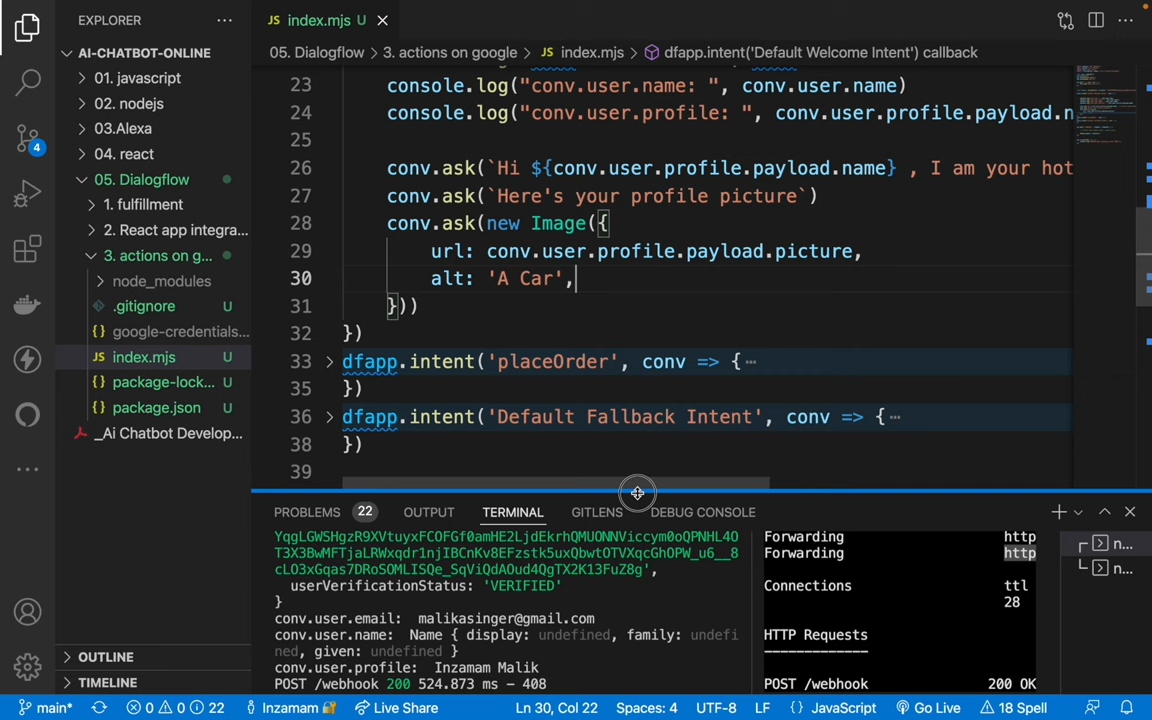 EXPLORER
AI-CHATBOT-ONLINE
01. javascript
02. nodejs
03.Alexa
04. react
05. Dialogflow
1. fulfillment
2. React app integra...
3. actions on g...
node_modules
.gitignore U
google-credentials...
JS index.mjs U
package-lock... U
package.json U
_Ai Chatbot Develop...
OUTLINE
TIMELINE
4
JS index.mjs U
05. Dialogflow > 3. actions on google > JS index.mjs > dfapp.intent('Default Welcome Intent') callback
23 console.log("conv.user.name: ", conv.user.name)
24 console.log("conv.user.profile: ", conv.user.profile.payload.n
25
26 conv.ask(`Hi ${conv.user.profile.payload.name} , I am your hot
27 conv.ask(`Here's your profile picture`)
28 conv.ask(new Image({
29 url: conv.user.profile.payload.picture,
30 alt: 'A Car',
31 }))
32 })
33 dfapp.intent('placeOrder', conv => {…
35 })
36 dfapp.intent('Default Fallback Intent', conv => {…
38 })
39
PROBLEMS 22 OUTPUT TERMINAL GITLENS DEBUG CONSOLE
userVerificationStatus: 'VERIFIED'
}
conv.user.email: malikasinger@gmail.com
conv.user.name: Name { display: undefined, family: undefi
ned, given: undefined }
conv.user.profile: Inzamam Malik
POST /webhook 200 524.873 ms - 408
Forwarding http
Forwarding http
Connections ttl
28
HTTP Requests
-------------
POST /webhook 200 OK
n...
n...
main* 0 0 22 Inzamam Live Share Ln 30, Col 22 Spaces: 4 UTF-8 LF {} JavaScript Go Live 18 Spell